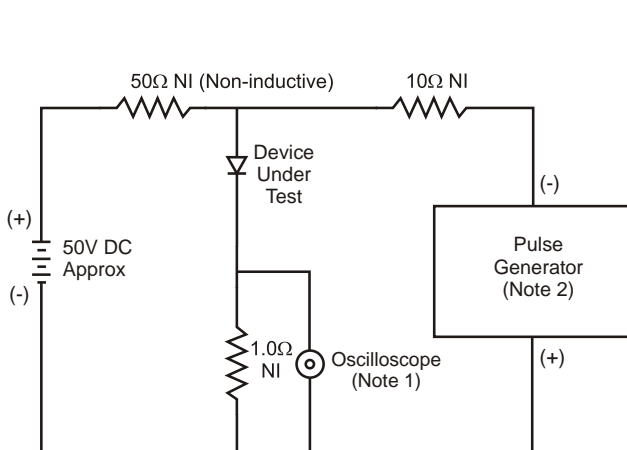 50Ω NI (Non-inductive)
10Ω NI
Device
Under
Test
(-)
(+)
50V DC
Approx
(-)
Pulse
Generator
(Note 2)
1.0Ω
NI
Oscilloscope
(Note 1)
(+)